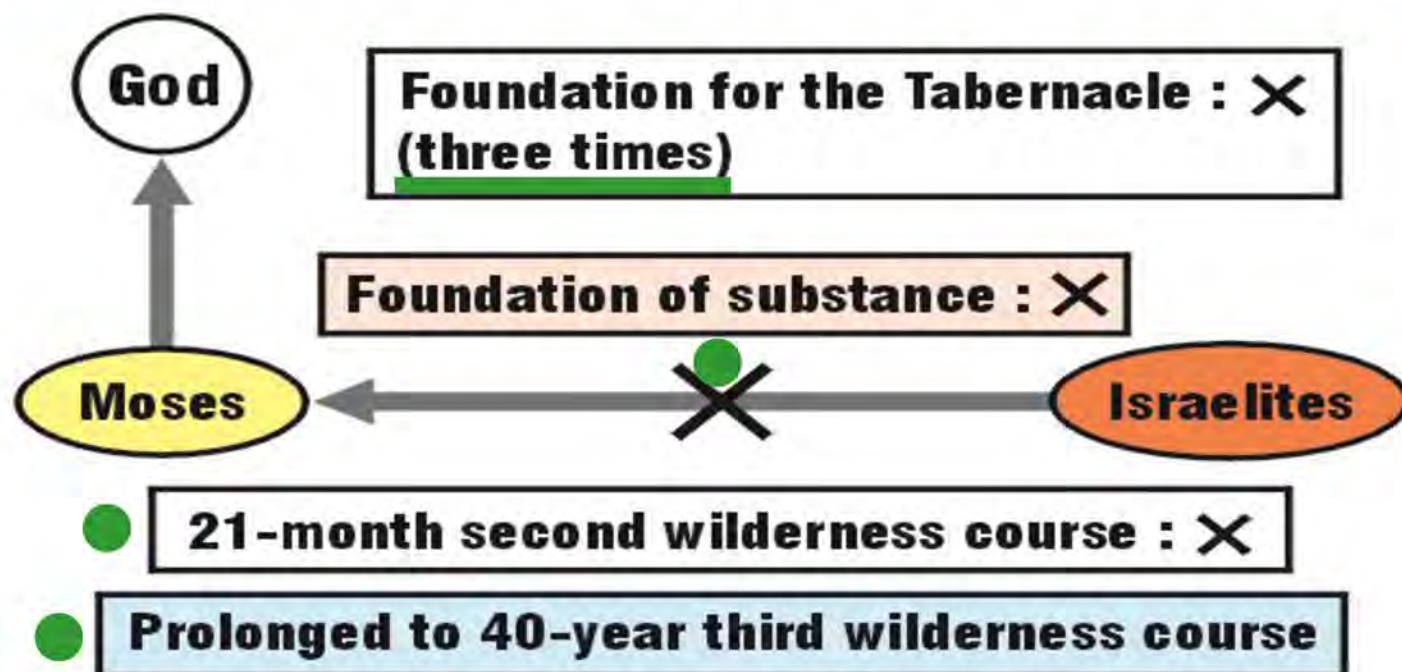 God
Foundation for the Tabernacle : ×
(three times)
Foundation of substance : ×
Moses
Israelites
21-month second wilderness course : ×
Prolonged to 40-year third wilderness course